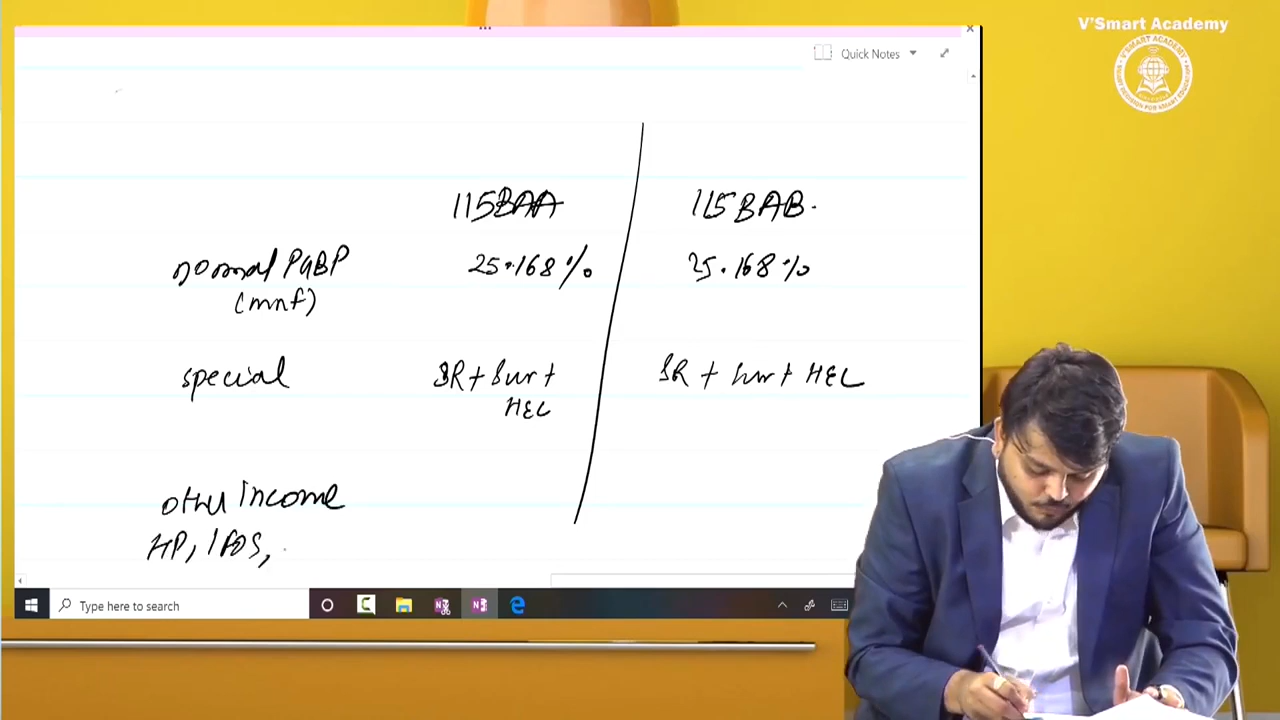 V'Smart Academy
Quick Notes
115BAA 115BAB.
normal PGBP 25.168% 25.168%
(mnf)
special SR + Sur + SR + Sur + HEC
HEC
other Income
HP, IFOS,
Type here to search